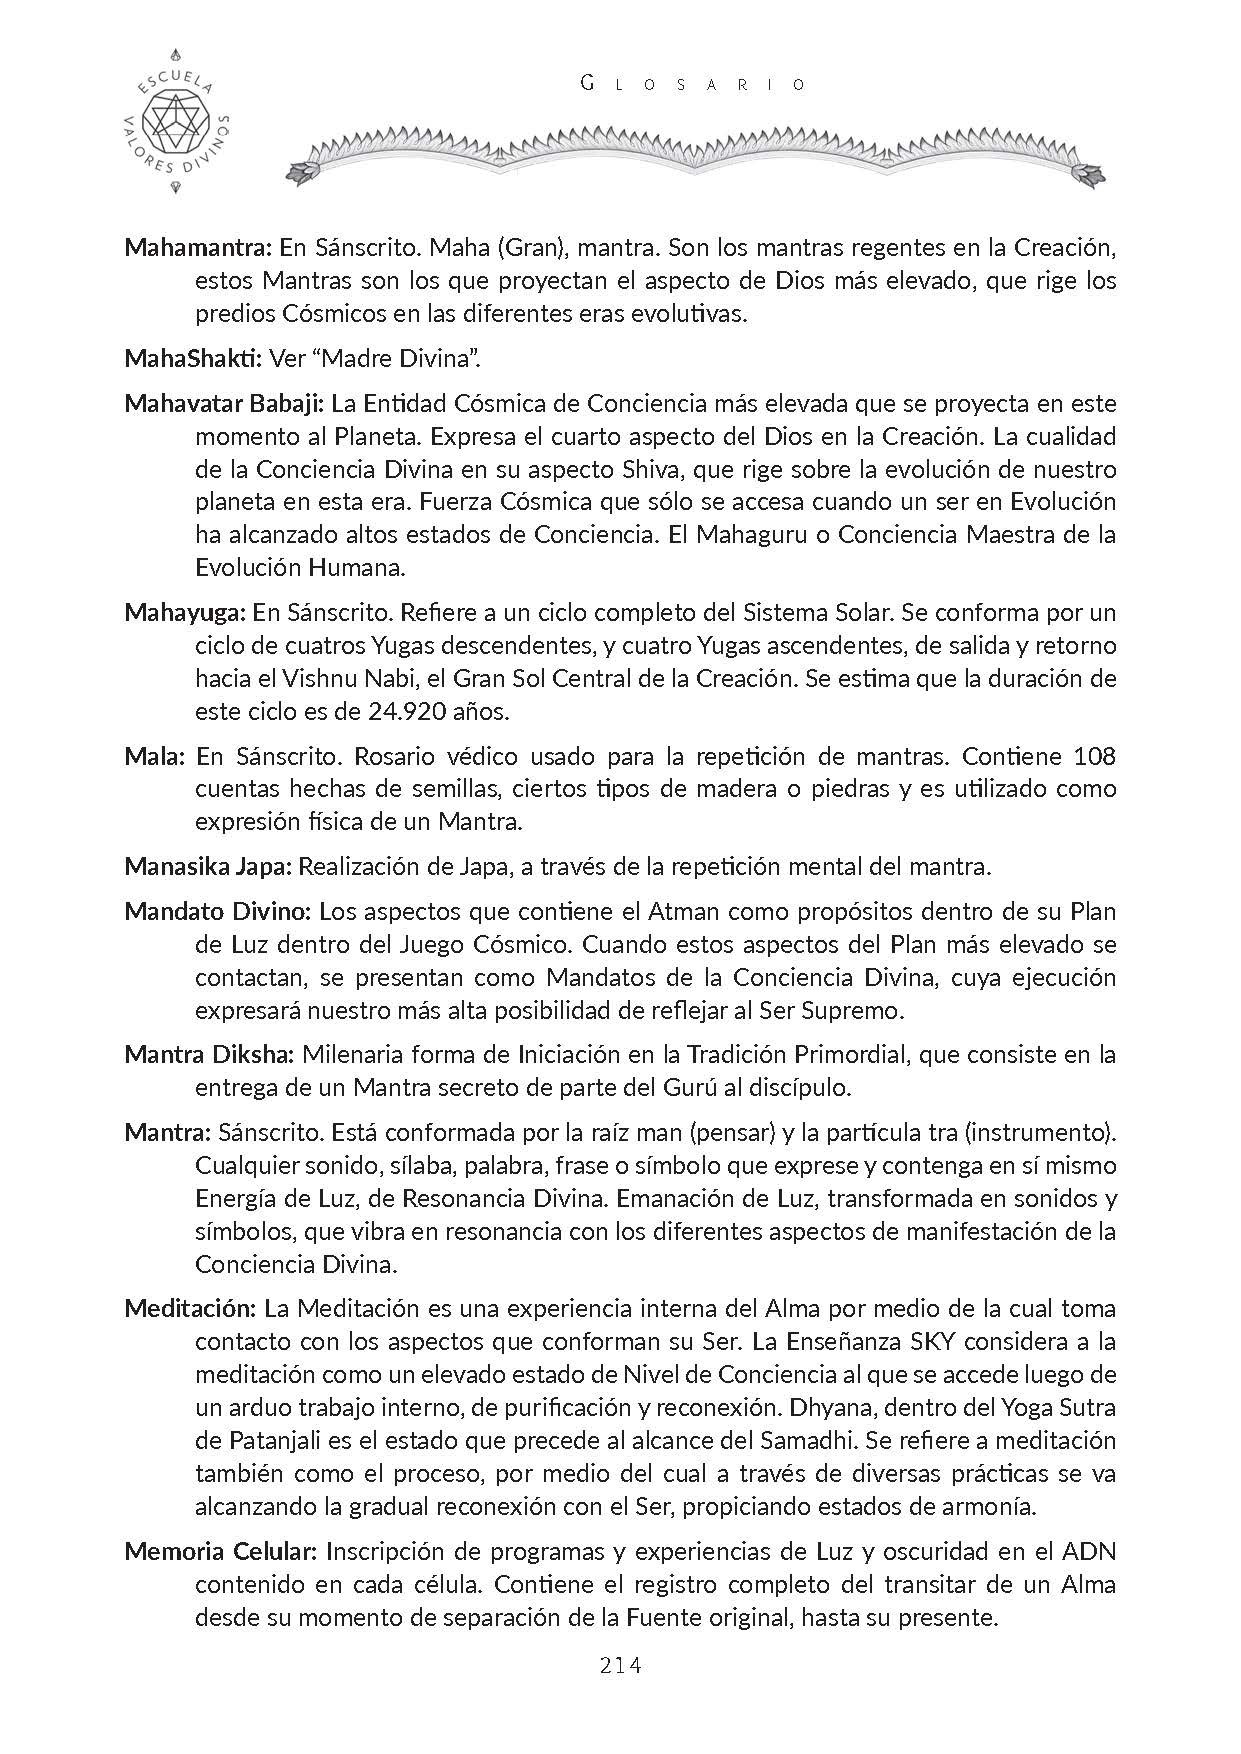 ESCUELA
VALORES DIVINOS
Glosario
Mahamantra: En Sánscrito. Maha (Gran), mantra. Son los mantras regentes en la Creación,
estos Mantras son los que proyectan el aspecto de Dios más elevado, que rige los
predios Cósmicos en las diferentes eras evolutivas.
MahaShakti: Ver “Madre Divina”.
Mahavatar Babaji: La Entidad Cósmica de Conciencia más elevada que se proyecta en este
momento al Planeta. Expresa el cuarto aspecto del Dios en la Creación. La cualidad
de la Conciencia Divina en su aspecto Shiva, que rige sobre la evolución de nuestro
planeta en esta era. Fuerza Cósmica que sólo se accesa cuando un ser en Evolución
ha alcanzado altos estados de Conciencia. El Mahaguru o Conciencia Maestra de la
Evolución Humana.
Mahayuga: En Sánscrito. Refiere a un ciclo completo del Sistema Solar. Se conforma por un
ciclo de cuatros Yugas descendentes, y cuatro Yugas ascendentes, de salida y retorno
hacia el Vishnu Nabi, el Gran Sol Central de la Creación. Se estima que la duración de
este ciclo es de 24.920 años.
Mala: En Sánscrito. Rosario védico usado para la repetición de mantras. Contiene 108
cuentas hechas de semillas, ciertos tipos de madera o piedras y es utilizado como
expresión física de un Mantra.
Manasika Japa: Realización de Japa, a través de la repetición mental del mantra.
Mandato Divino: Los aspectos que contiene el Atman como propósitos dentro de su Plan
de Luz dentro del Juego Cósmico. Cuando estos aspectos del Plan más elevado se
contactan, se presentan como Mandatos de la Conciencia Divina, cuya ejecución
expresará nuestro más alta posibilidad de reflejar al Ser Supremo.
Mantra Diksha: Milenaria forma de Iniciación en la Tradición Primordial, que consiste en la
entrega de un Mantra secreto de parte del Gurú al discípulo.
Mantra: Sánscrito. Está conformada por la raíz man (pensar) y la partícula tra (instrumento).
Cualquier sonido, sílaba, palabra, frase o símbolo que exprese y contenga en sí mismo
Energía de Luz, de Resonancia Divina. Emanación de Luz, transformada en sonidos y
símbolos, que vibra en resonancia con los diferentes aspectos de manifestación de la
Conciencia Divina.
Meditación: La Meditación es una experiencia interna del Alma por medio de la cual toma
contacto con los aspectos que conforman su Ser. La Enseñanza SKY considera a la
meditación como un elevado estado de Nivel de Conciencia al que se accede luego de
un arduo trabajo interno, de purificación y reconexión. Dhyana, dentro del Yoga Sutra
de Patanjali es el estado que precede al alcance del Samadhi. Se refiere a meditación
también como el proceso, por medio del cual a través de diversas prácticas se va
alcanzando la gradual reconexión con el Ser, propiciando estados de armonía.
Memoria Celular: Inscripción de programas y experiencias de Luz y oscuridad en el ADN
contenido en cada célula. Contiene el registro completo del transitar de un Alma
desde su momento de separación de la Fuente original, hasta su presente.
214